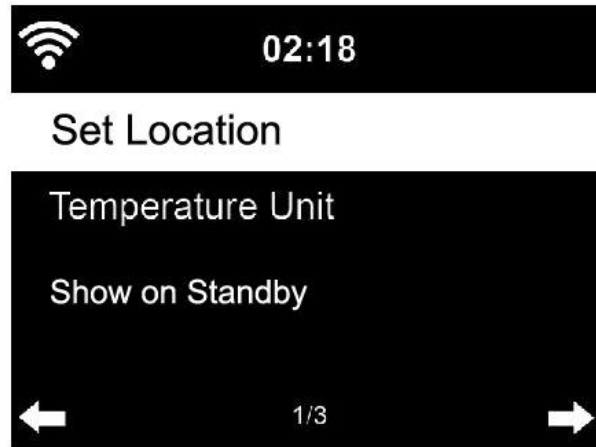 02:18
Set Location
Temperature Unit
Show on Standby
1/3